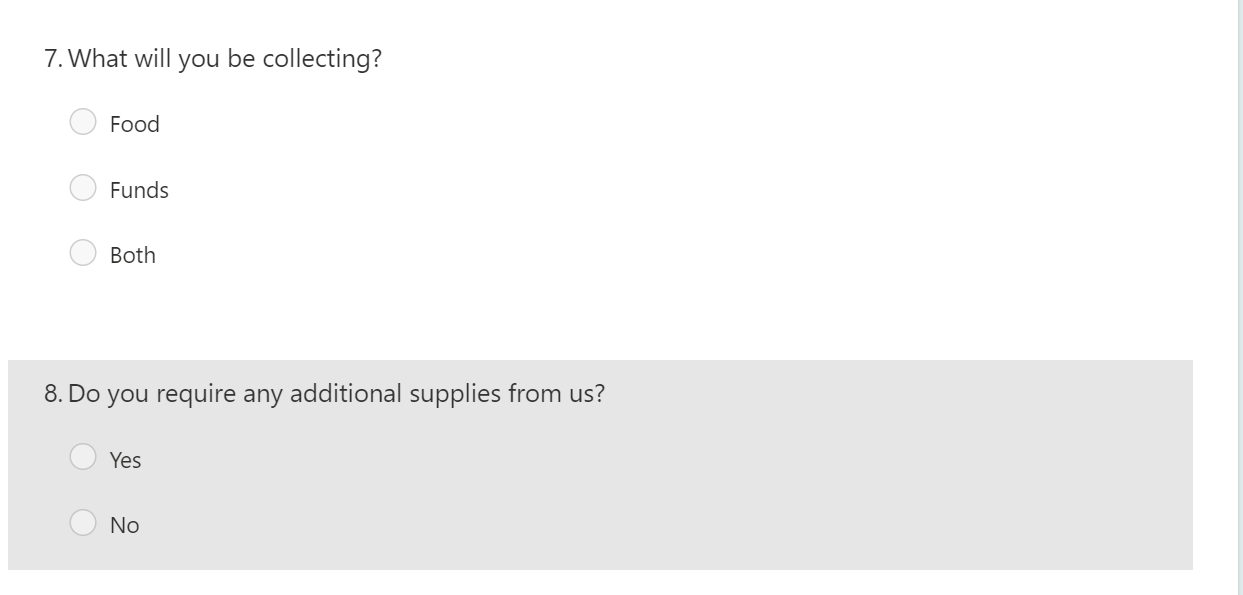 7. What will you be collecting?
Food
Funds
Both
8. Do you require any additional supplies from us?
Yes
No